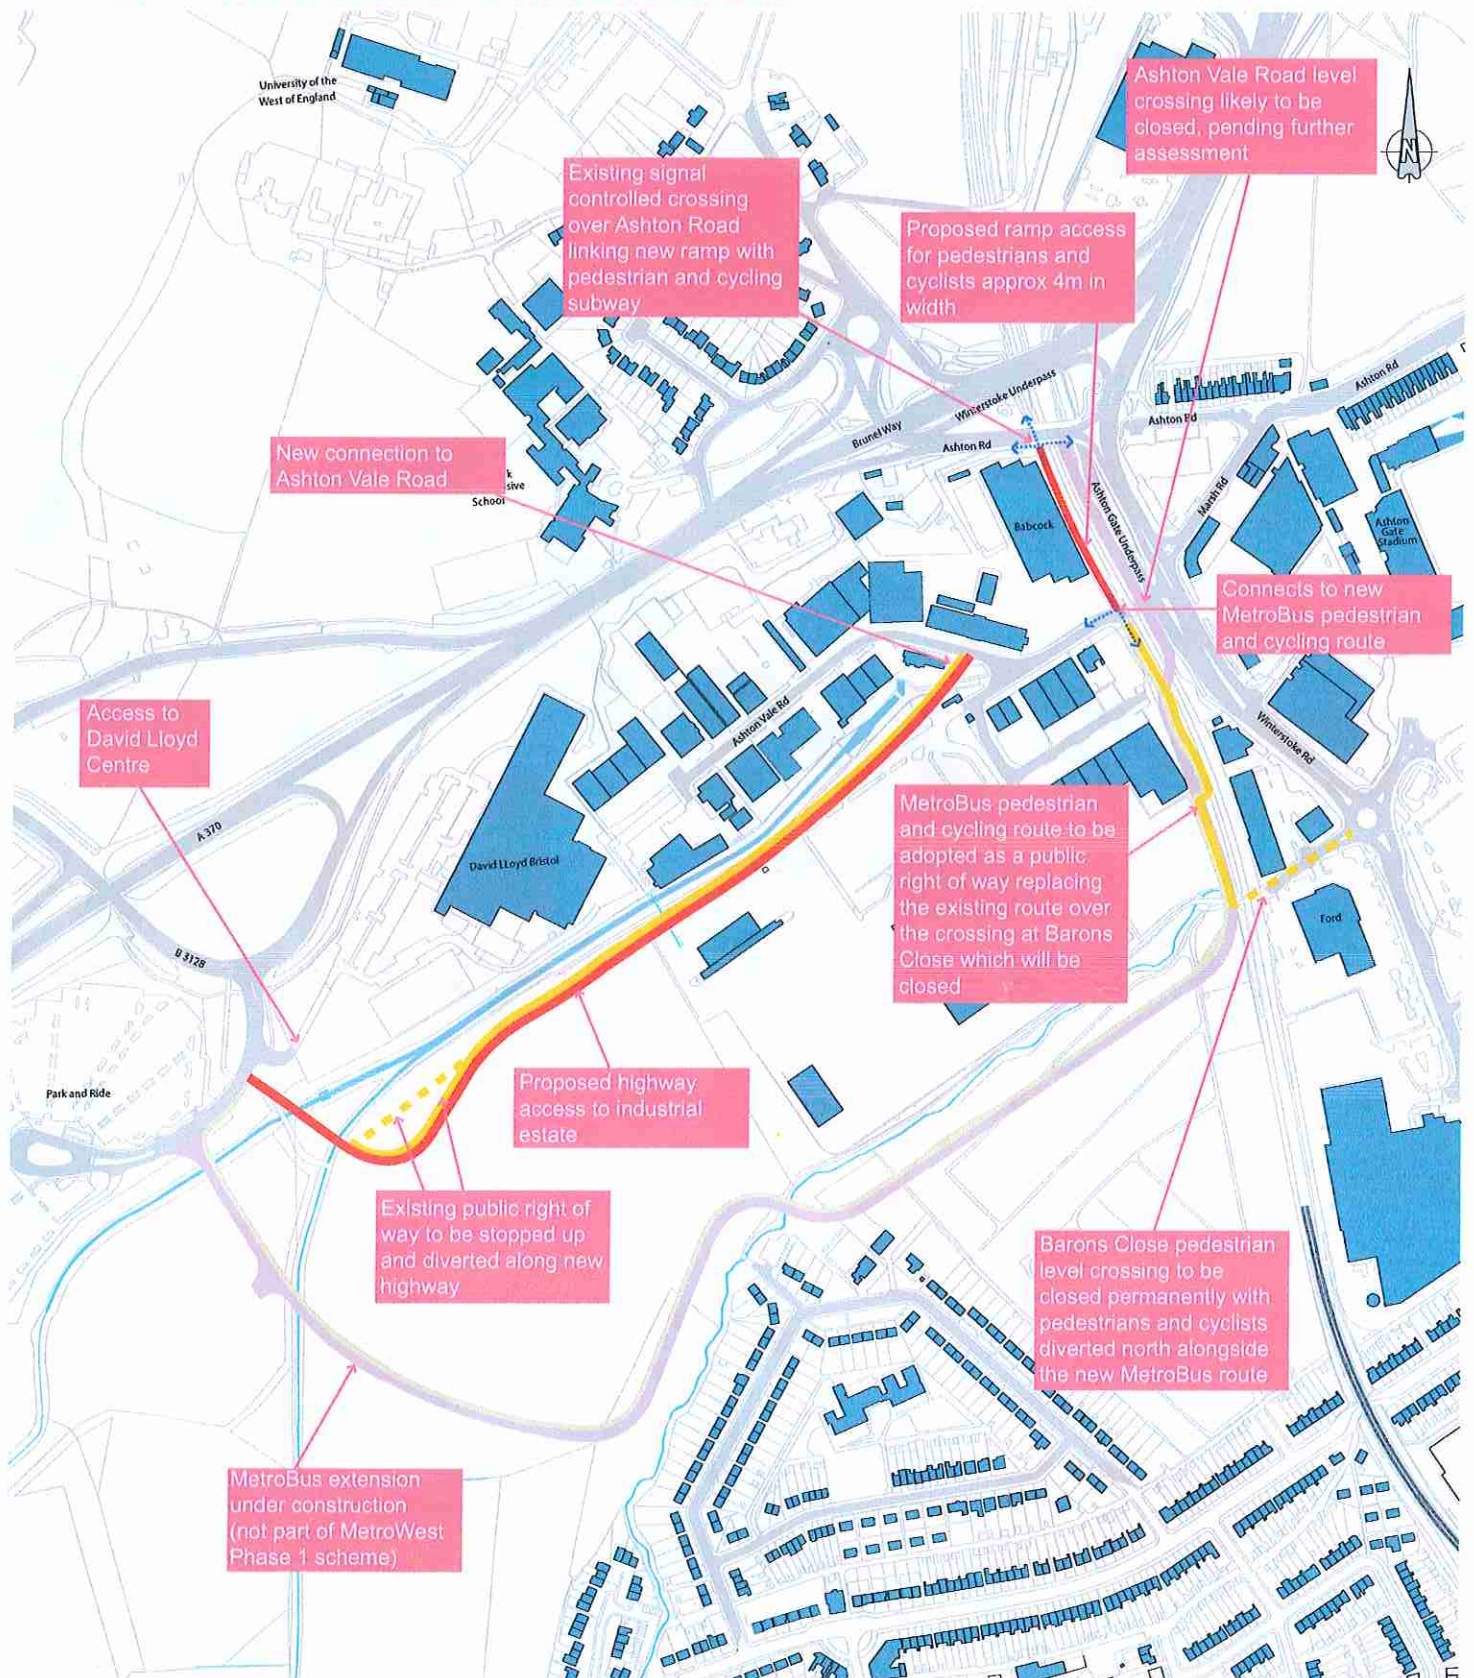 University of the
West of England
Ashton Vale Road level
crossing likely to be
closed, pending further
assessment
N
Existing signal
controlled crossing
over Ashton Road
linking new ramp with
pedestrian and cycling
subway
Proposed ramp access
for pedestrians and
cyclists approx 4m in
width
Winterstoke Underpass
Brunel Way
Ashton Rd
Ashton Rd
Ashton Rd
New connection to
Ashton Vale Road
k
sive
School
Babcock
Ashton Gate Underpass
Marsh Rd
Ashton
Gate
Stadium
Connects to new
MetroBus pedestrian
and cycling route
Access to
David Lloyd
Centre
Ashton Vale Rd
Winterstoke Rd
A 370
David LLoyd Bristol
MetroBus pedestrian
and cycling route to be
adopted as a public
right of way replacing
the existing route over
the crossing at Barons
Close which will be
closed
Ford
B 3128
Park and Ride
Proposed highway
access to industrial
estate
Existing public right of
way to be stopped up
and diverted along new
highway
Barons Close pedestrian
level crossing to be
closed permanently with
pedestrians and cyclists
diverted north alongside
the new MetroBus route
MetroBus extension
under construction
(not part of MetroWest
Phase 1 scheme)